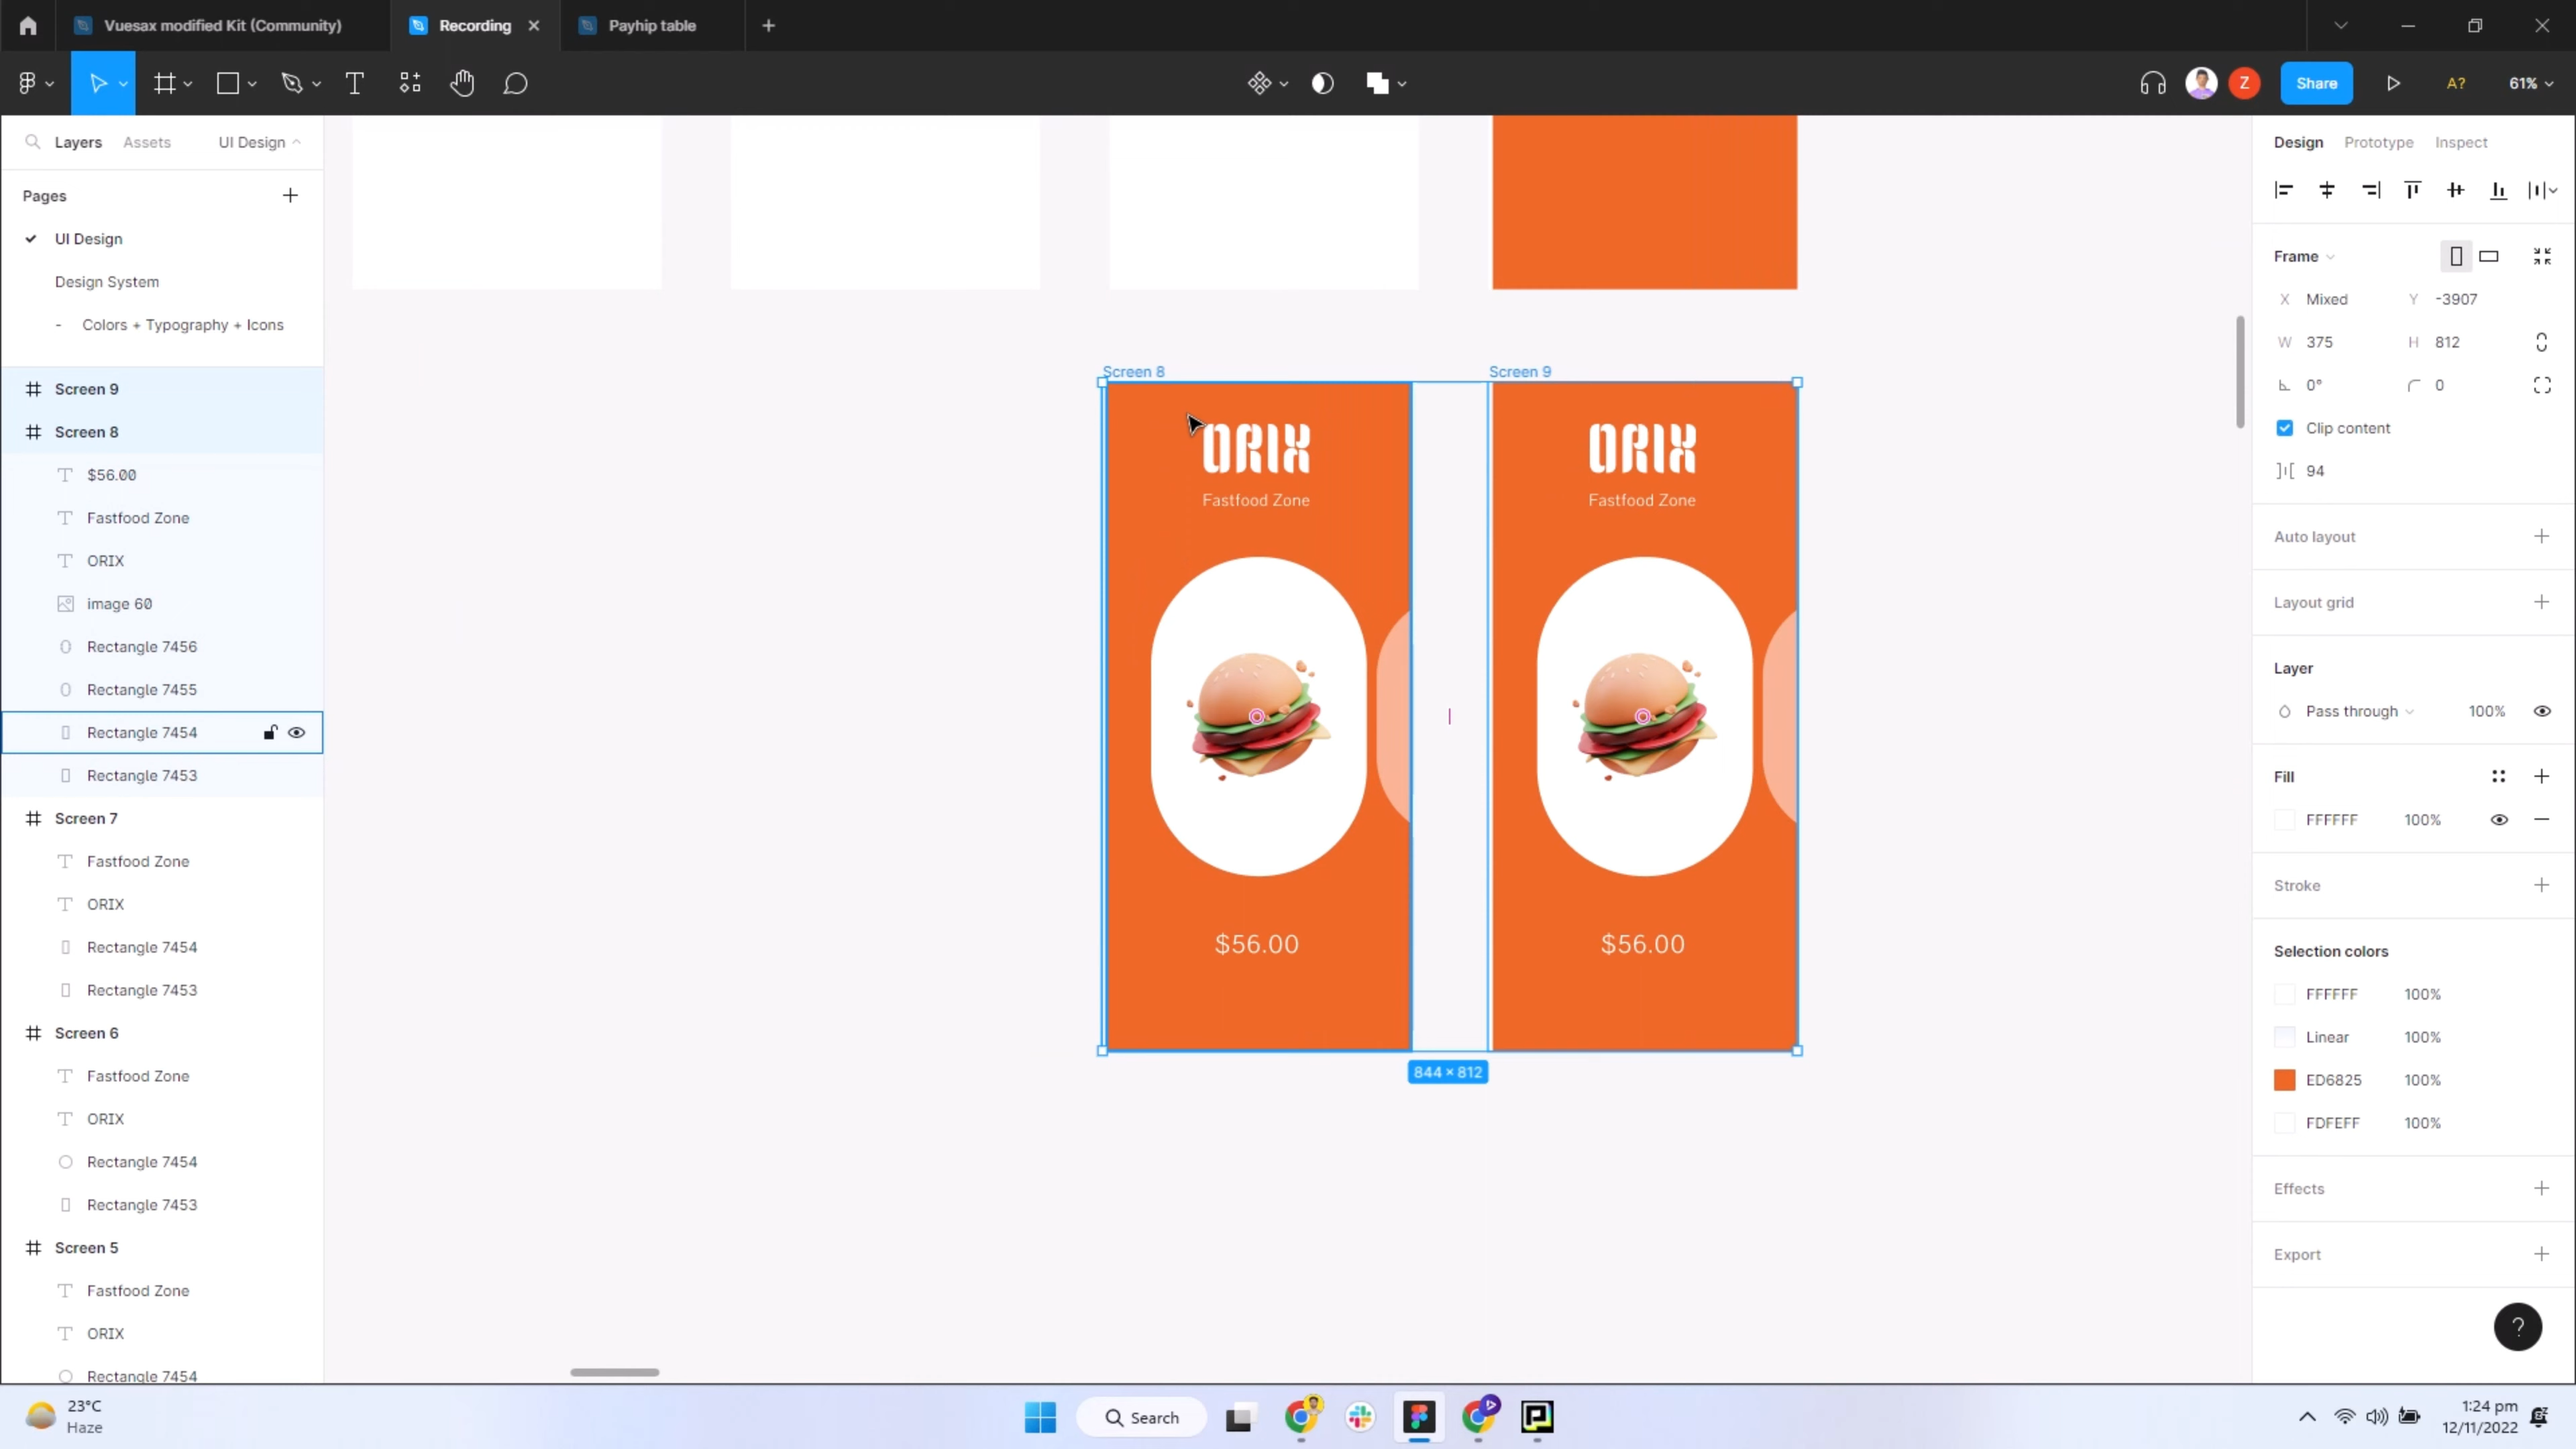 Vuesax modified Kit (Community)
Recording
Payhip table
Z
Share
A?
61%
Layers
Assets
UI Design
Pages
UI Design
Design System
- Colors + Typography + Icons
Screen 9
Screen 8
$56.00
Fastfood Zone
ORIX
image 60
Rectangle 7456
Rectangle 7455
Rectangle 7454
Rectangle 7453
Screen 7
Fastfood Zone
ORIX
Rectangle 7454
Rectangle 7453
Screen 6
Fastfood Zone
ORIX
Rectangle 7454
Rectangle 7453
Screen 5
Fastfood Zone
ORIX
Rectangle 7454
Screen 8
ORIX
Fastfood Zone
$56.00
Screen 9
ORIX
Fastfood Zone
$56.00
844 × 812
Design
Prototype
Inspect
Frame
X Mixed
Y -3907
W 375
H 812
0°
0
Clip content
94
Auto layout
Layout grid
Layer
Pass through
100%
Fill
FFFFFF
100%
Stroke
Selection colors
FFFFFF
100%
Linear
100%
ED6825
100%
FDFEFF
100%
Effects
Export
?
23°C
Haze
Search
1:24 pm
12/11/2022